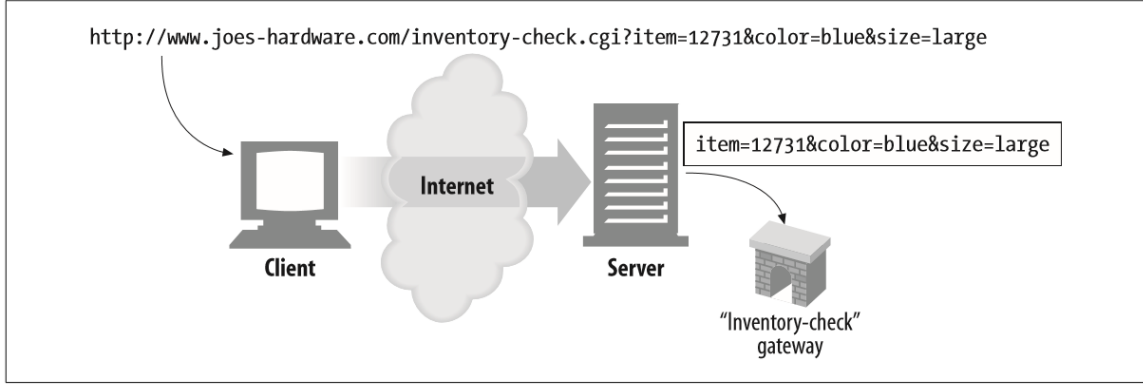 http://www.joes-hardware.com/inventory-check.cgi?item=12731&color=blue&size=large
item=12731&color=blue&size=large
Internet
Client
Server
“Inventory-check”
gateway